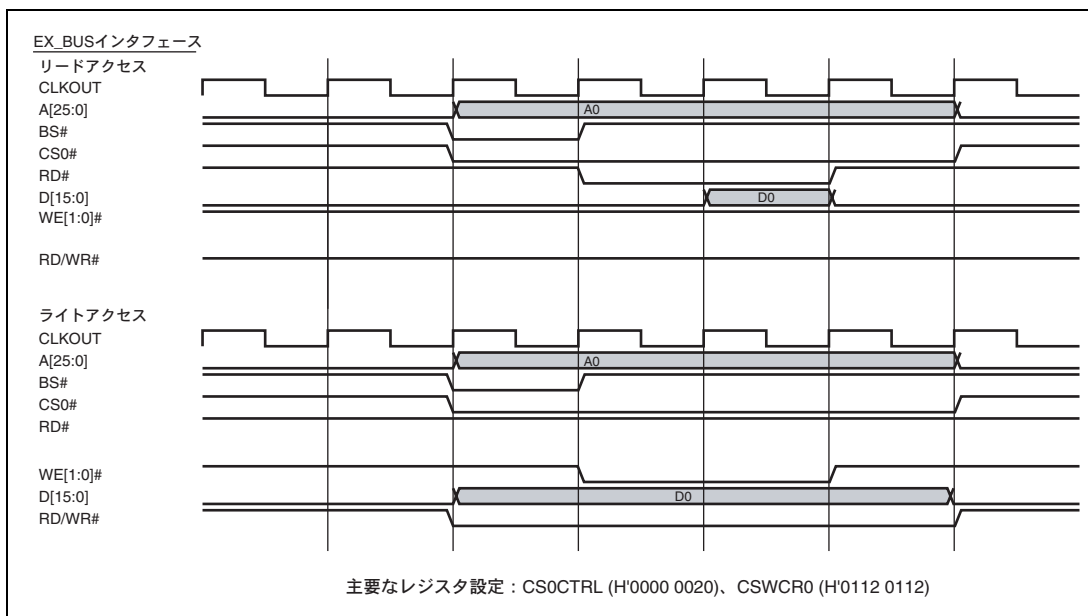 EX_BUSインタフェース
リードアクセス
CLKOUT
A[25:0]
A0
BS#
CS0#
RD#
D[15:0]
D0
WE[1:0]#
RD/WR#
ライトアクセス
CLKOUT
A[25:0]
A0
BS#
CS0#
RD#
WE[1:0]#
D[15:0]
D0
RD/WR#
主要なレジスタ設定：CS0CTRL (H'0000 0020)、CSWCR0 (H'0112 0112)